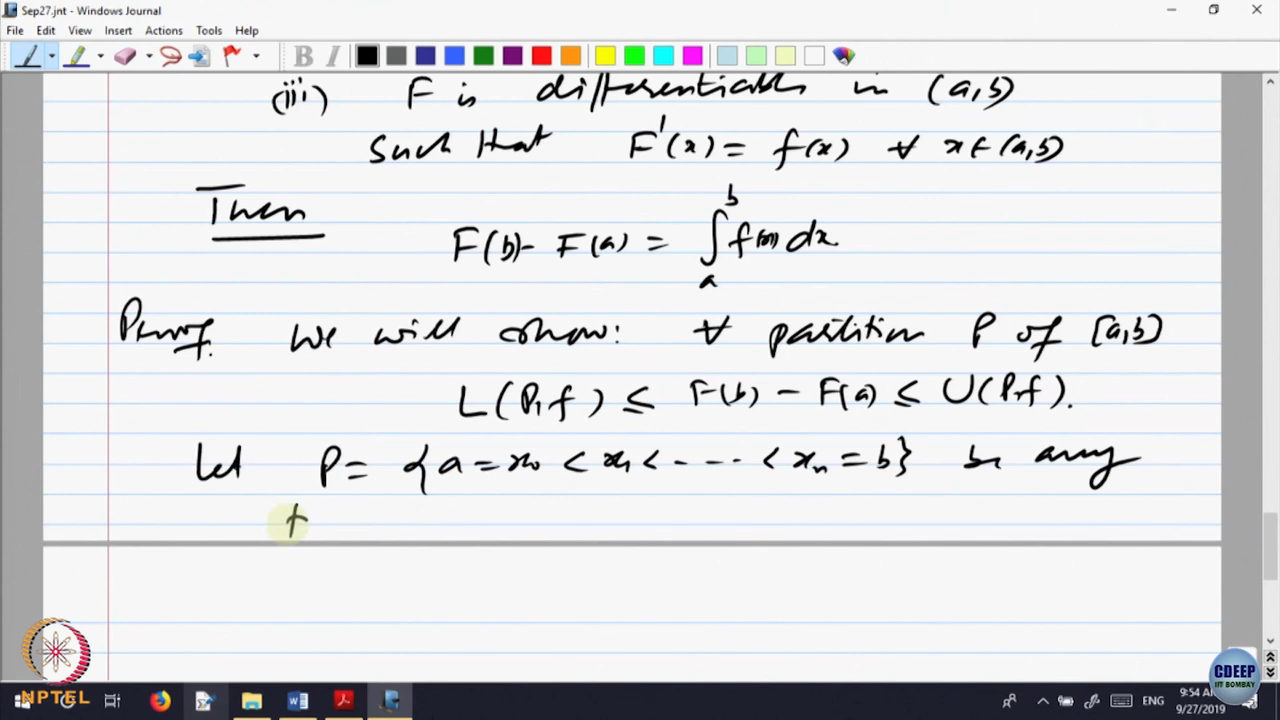 Sep27.jnt - Windows Journal
File Edit View Insert Actions Tools Help
(iii) F is differentiable in (a,b)
such that F'(x) = f(x) ∀ x ∈ (a,b)
Then
F(b) - F(a) = ∫_a^b f(x) dx.
Proof. We will show: ∀ partition P of [a,b]
L(P,f) ≤ F(b) - F(a) ≤ U(P,f).
Let P = {a = x₀ < x₁ < ---- < xₙ = b} be any
NPTEL
CDEEP
IIT BOMBAY
ENG
9:54 AM
9/27/2019